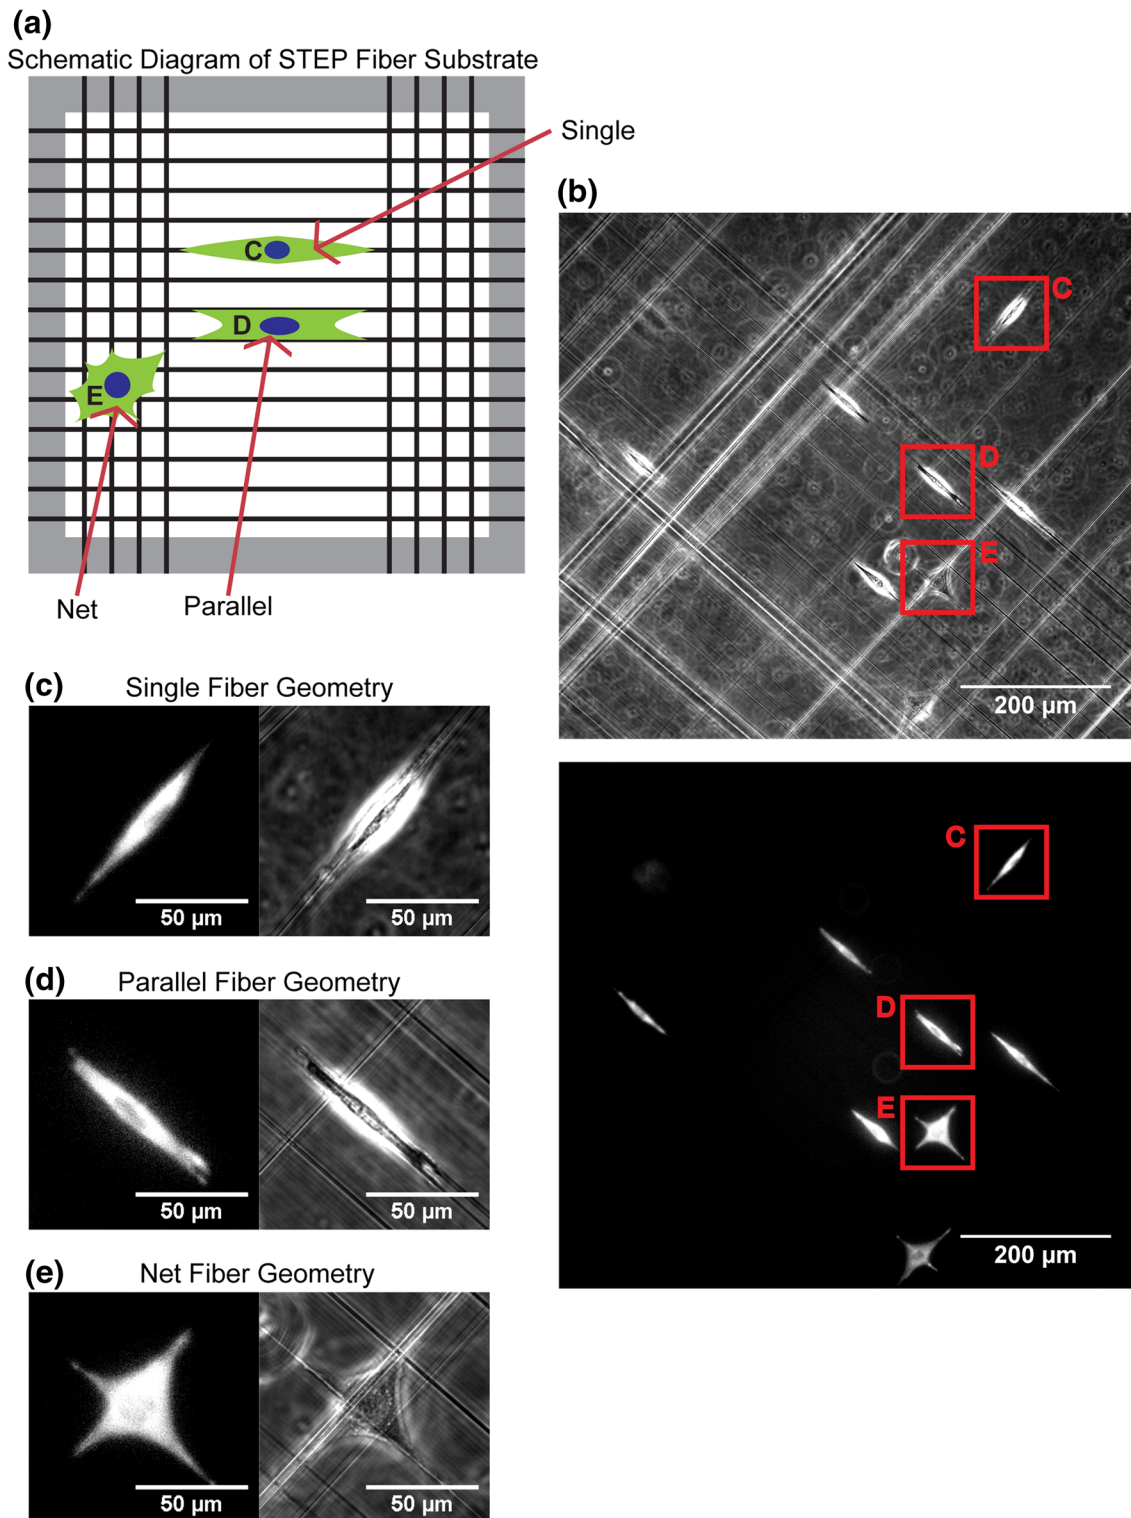 (a)
Schematic Diagram of STEP Fiber Substrate
Single
C
D
E
Net
Parallel
(b)
C
D
E
200 µm
C
D
E
200 µm
(c)
Single Fiber Geometry
50 µm
50 µm
(d)
Parallel Fiber Geometry
50 µm
50 µm
(e)
Net Fiber Geometry
50 µm
50 µm